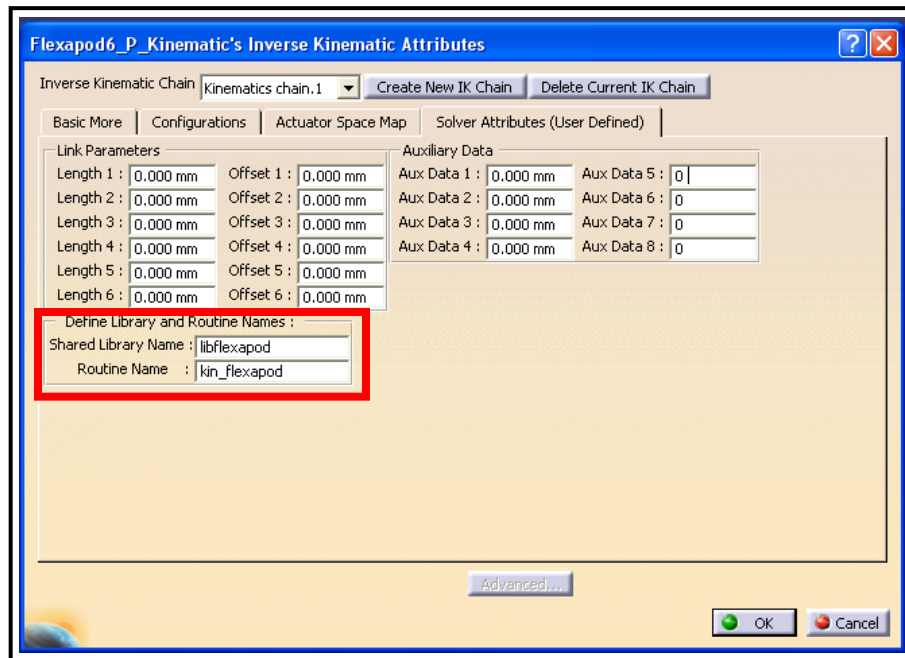 Flexapod6_P_Kinematic's Inverse Kinematic Attributes
Inverse Kinematic Chain Kinematics chain.1 Create New IK Chain Delete Current IK Chain
Basic More Configurations Actuator Space Map Solver Attributes (User Defined)
Link Parameters Auxiliary Data
Length 1 : 0.000 mm Offset 1 : 0.000 mm Aux Data 1 : 0.000 mm Aux Data 5 : 0
Length 2 : 0.000 mm Offset 2 : 0.000 mm Aux Data 2 : 0.000 mm Aux Data 6 : 0
Length 3 : 0.000 mm Offset 3 : 0.000 mm Aux Data 3 : 0.000 mm Aux Data 7 : 0
Length 4 : 0.000 mm Offset 4 : 0.000 mm Aux Data 4 : 0.000 mm Aux Data 8 : 0
Length 5 : 0.000 mm Offset 5 : 0.000 mm
Length 6 : 0.000 mm Offset 6 : 0.000 mm
Define Library and Routine Names :
Shared Library Name : libflexapod
Routine Name : kin_flexapod
Advanced...
OK Cancel